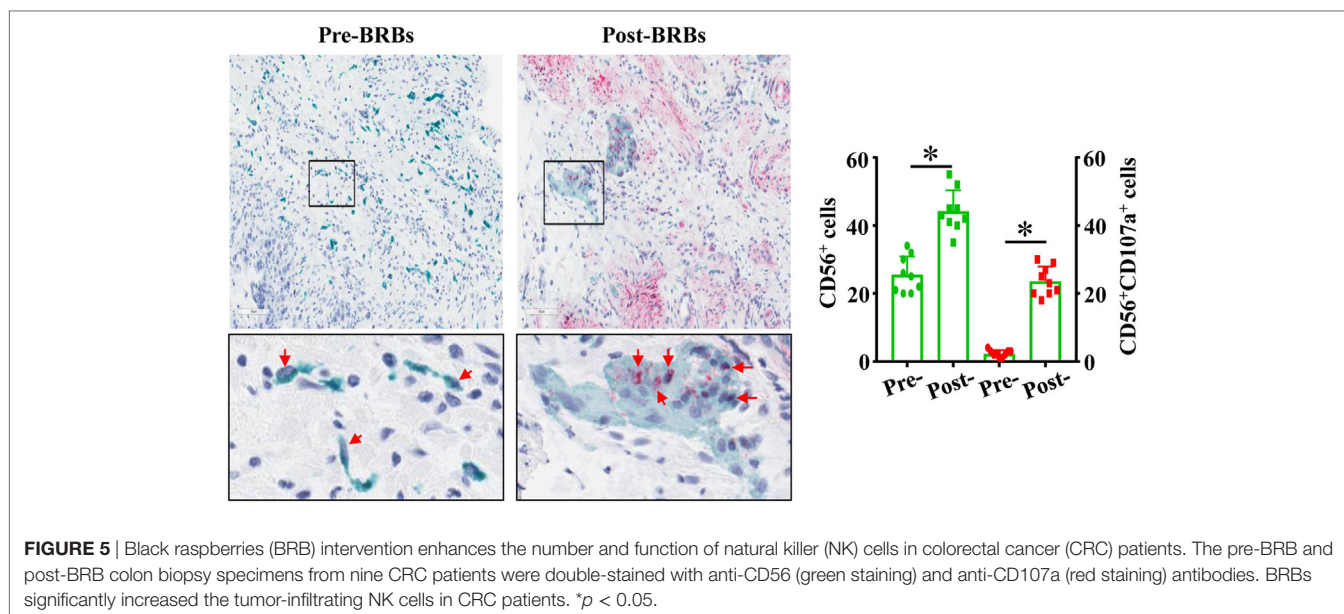 Pre-BRBs
Post-BRBs
*
*
60
40
20
0
CD56+ cells
60
40
20
0
CD56+CD107a+ cells
Pre-
Post-
Pre-
Post-
FIGURE 5 | Black raspberries (BRB) intervention enhances the number and function of natural killer (NK) cells in colorectal cancer (CRC) patients. The pre-BRB and
post-BRB colon biopsy specimens from nine CRC patients were double-stained with anti-CD56 (green staining) and anti-CD107a (red staining) antibodies. BRBs
significantly increased the tumor-infiltrating NK cells in CRC patients. *p < 0.05.